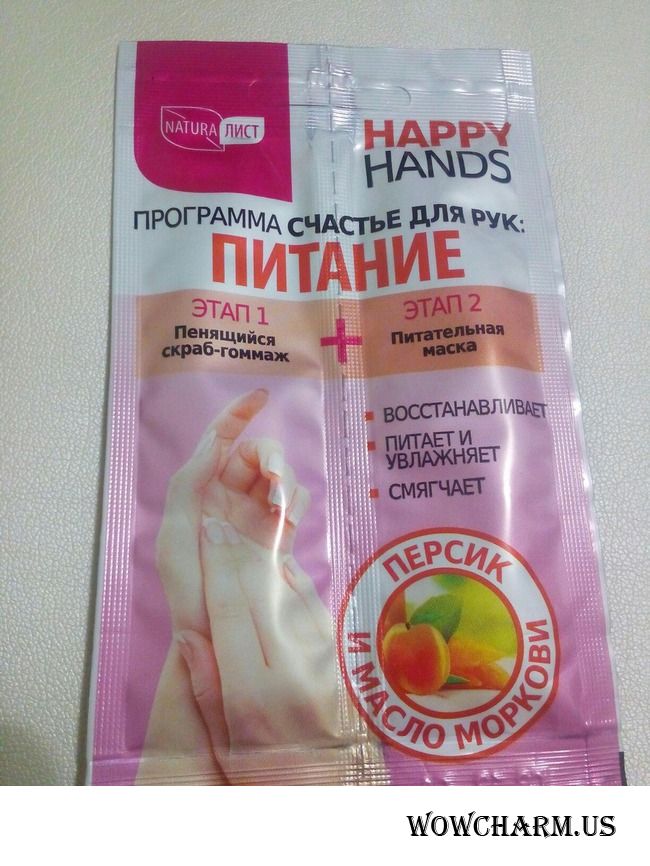 NATURA ЛИСТ
HAPPY
HANDS
ПРОГРАММА СЧАСТЬЕ ДЛЯ РУК:
ПИТАНИЕ
ЭТАП 1
Пенящийся
скраб-гоммаж
+
ЭТАП 2
Питательная
маска
ВОССТАНАВЛИВАЕТ
ПИТАЕТ И
УВЛАЖНЯЕТ
СМЯГЧАЕТ
ПЕРСИК
И МАСЛО МОРКОВИ
WOWCHARM.US